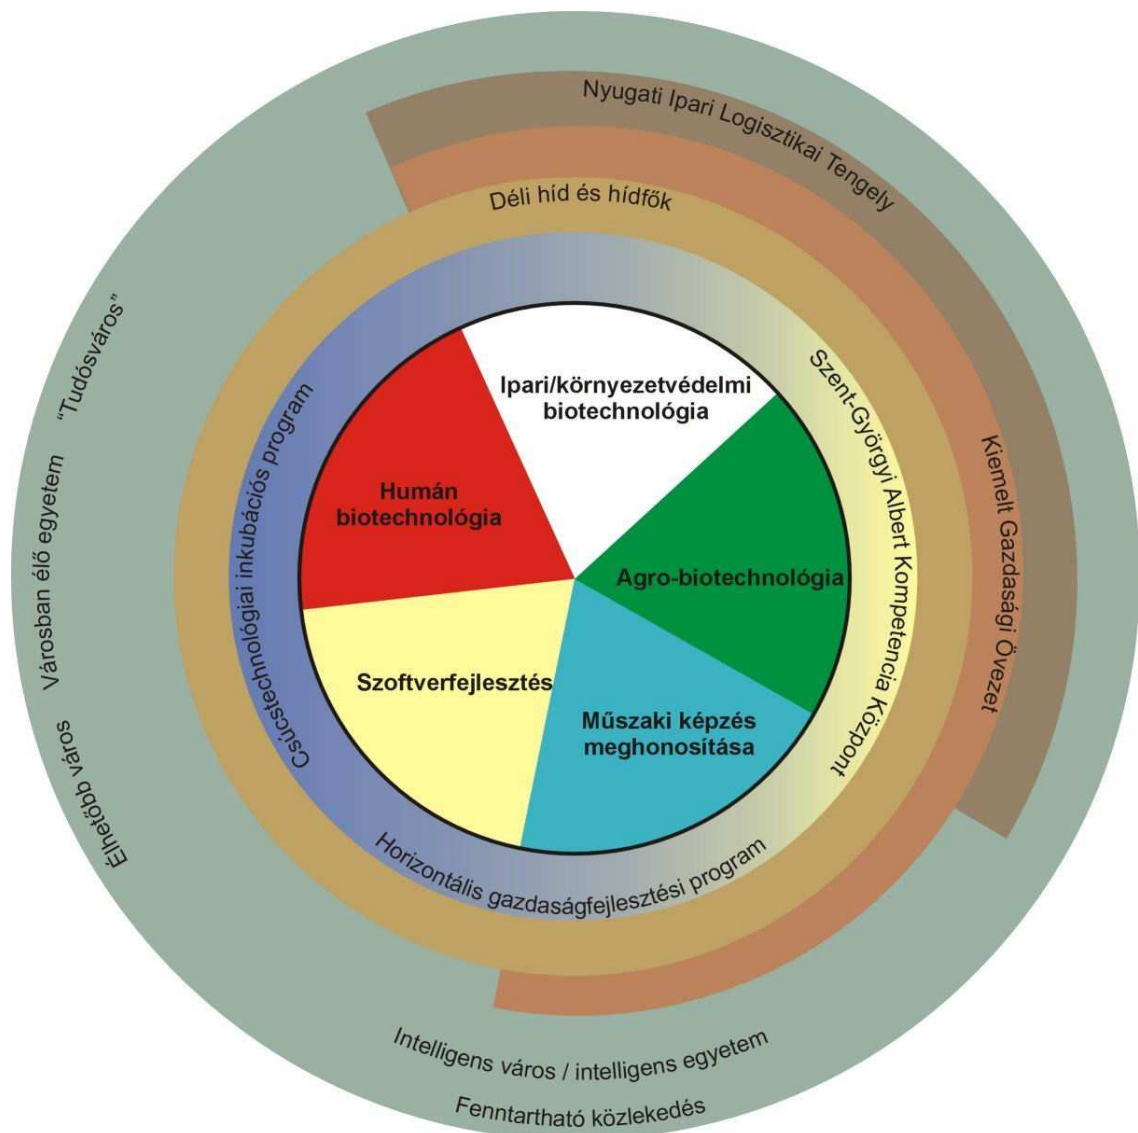 Nyugati Ipari Logisztikai Tengely
Déli híd és hídfők
"Tudósváros"
Városban élő egyetem
Élhetőbb város
Csúcstechnológiai inkubációs program
Szent-Györgyi Albert Kompetencia Központ
Kiemelt Gazdasági Övezet
Ipari/környezetvédelmi
biotechnológia
Humán
biotechnológia
Agro-biotechnológia
Szoftverfejlesztés
Műszaki képzés
meghonosítása
Horizontális gazdaságfejlesztési program
Intelligens város / intelligens egyetem
Fenntartható közlekedés